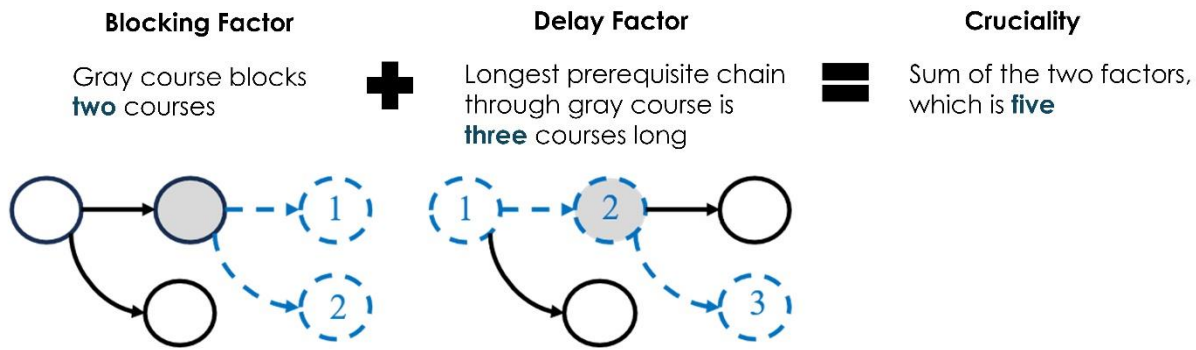 Blocking Factor
Delay Factor
Cruciality
Gray course blocks
two courses
Longest prerequisite chain
through gray course is
three courses long
Sum of the two factors,
which is five
1
2
1
2
3